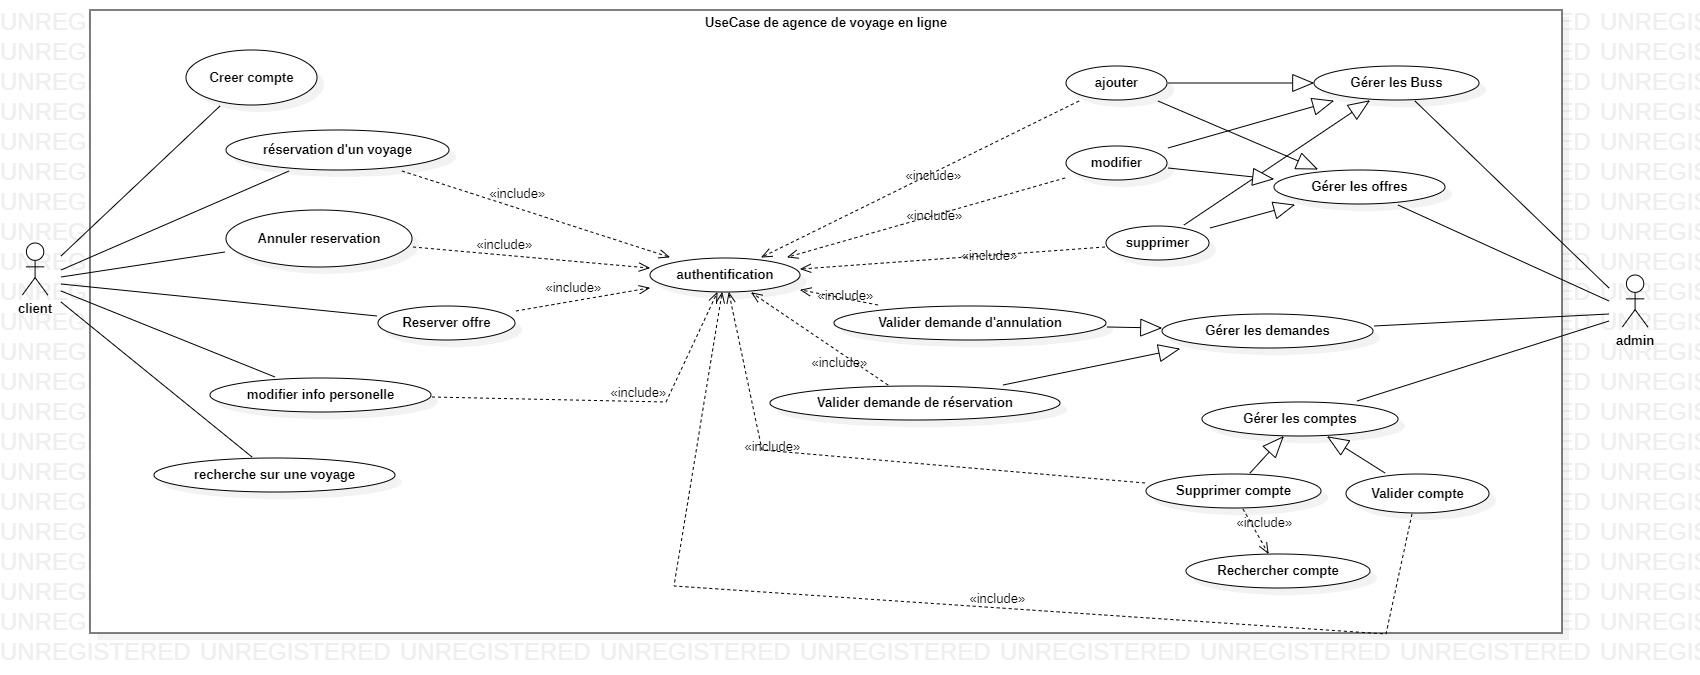 UseCase de agence de voyage en ligne
Creer compte
réservation d'un voyage
Annuler reservation
Reserver offre
modifier info personelle
recherche sur une voyage
client
«include»
«include»
«include»
«include»
authentification
ajouter
modifier
supprimer
«include»
«include»
«include»
Gérer les Buss
Gérer les offres
«include»
Valider demande d'annulation
Gérer les demandes
«include»
Valider demande de réservation
admin
Gérer les comptes
«include»
Supprimer compte
Valider compte
«include»
Rechercher compte
«include»
UNREGISTERED UNREGISTERED UNREGISTERED UNREGISTERED UNREGISTERED UNREGISTERED UNREGISTERED UNREGISTERED UNREGIS